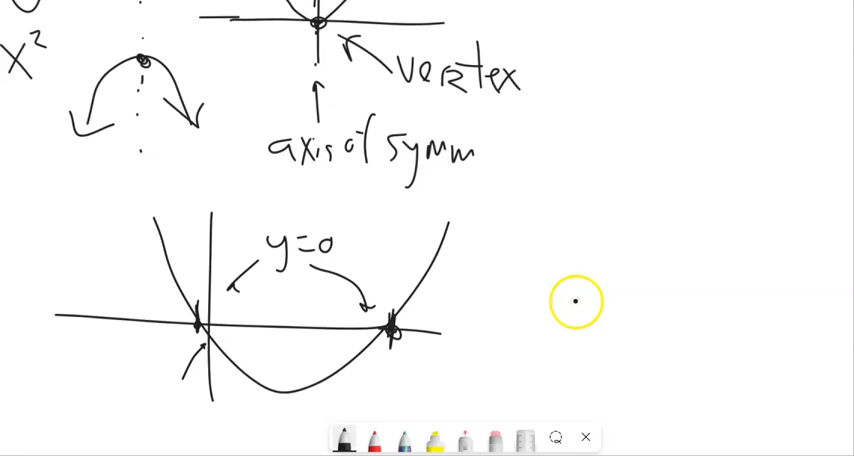 x²
vertex
axis of symm
y=0